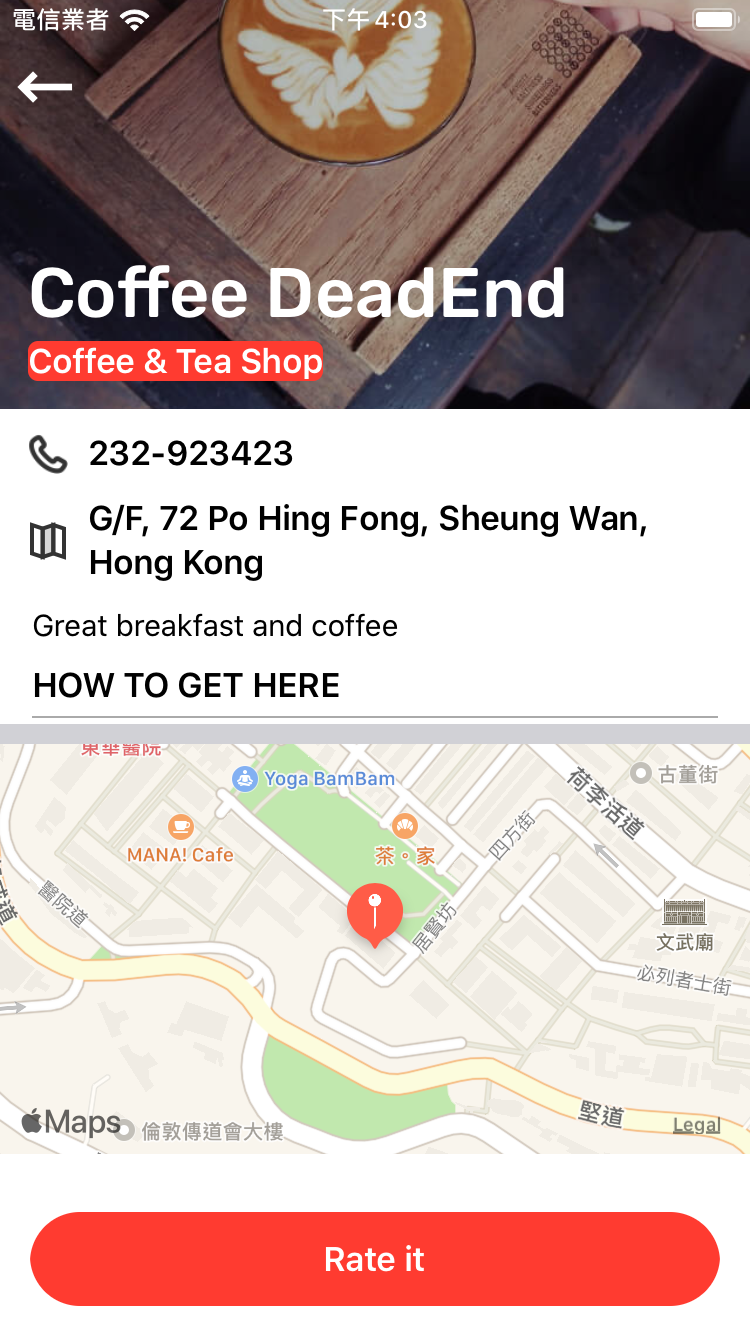 電信業者
下午4:03
Coffee DeadEnd
Coffee & Tea Shop
232-923423
G/F, 72 Po Hing Fong, Sheung Wan,
Hong Kong
Great breakfast and coffee
HOW TO GET HERE
東華醫院
Yoga BamBam
古董街
荷李活道
MANA! Cafe
茶。家
四方街
醫院道
居賢坊
文武廟
必列者士街
堅道
Maps
倫敦傳道會大樓
Legal
Rate it